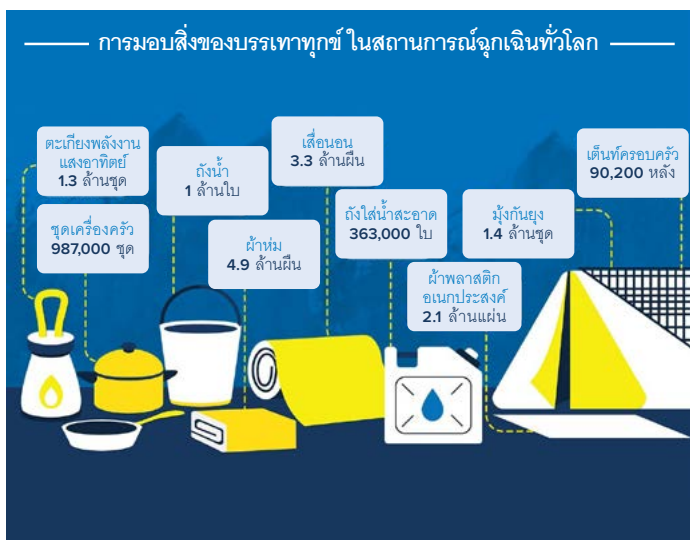 การมอบสิ่งของบรรเทาทุกข์ ในสถานการณ์ฉุกเฉินทั่วโลก
ตะเกียงพลังงาน
แสงอาทิตย์
1.3 ล้านชุด
ชุดเครื่องครัว
987,000 ชุด
ถังน้ำ
1 ล้านใบ
ผ้าห่ม
4.9 ล้านผืน
เสื่อนอน
3.3 ล้านผืน
ถังใส่น้ำสะอาด
363,000 ใบ
ผ้าพลาสติก
อเนกประสงค์
2.1 ล้านแผ่น
มุ้งกันยุง
1.4 ล้านชุด
เต็นท์ครอบครัว
90,200 หลัง